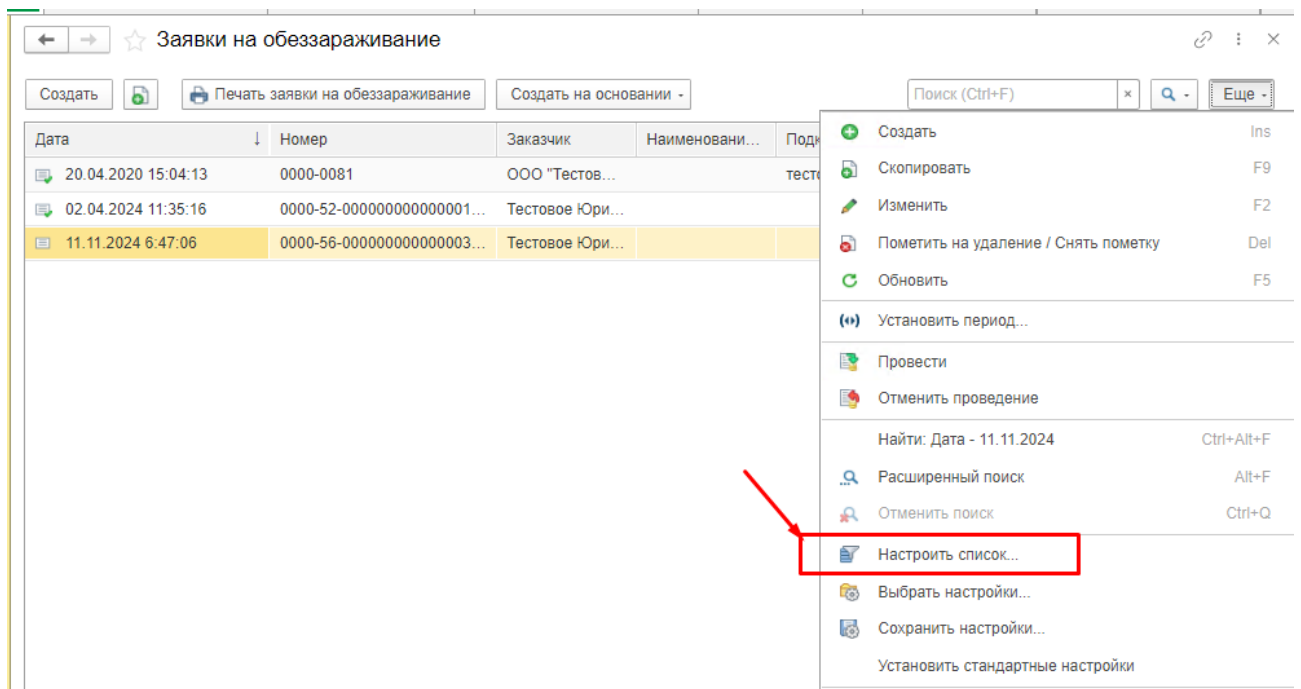 Заявки на обеззараживание
Создать Печать заявки на обеззараживание Создать на основании Поиск (Ctrl+F) × Еще
Дата ↓ Номер Заказчик Наименовани... Подк
20.04.2020 15:04:13 0000-0081 ООО "Тестов... тесто
02.04.2024 11:35:16 0000-52-000000000000001... Тестовое Юри...
11.11.2024 6:47:06 0000-56-000000000000003... Тестовое Юри...
Создать Ins
Скопировать F9
Изменить F2
Пометить на удаление / Снять пометку Del
Обновить F5
Установить период...
Провести
Отменить проведение
Найти: Дата - 11.11.2024 Ctrl+Alt+F
Расширенный поиск Alt+F
Отменить поиск Ctrl+Q
Настроить список...
Выбрать настройки...
Сохранить настройки...
Установить стандартные настройки